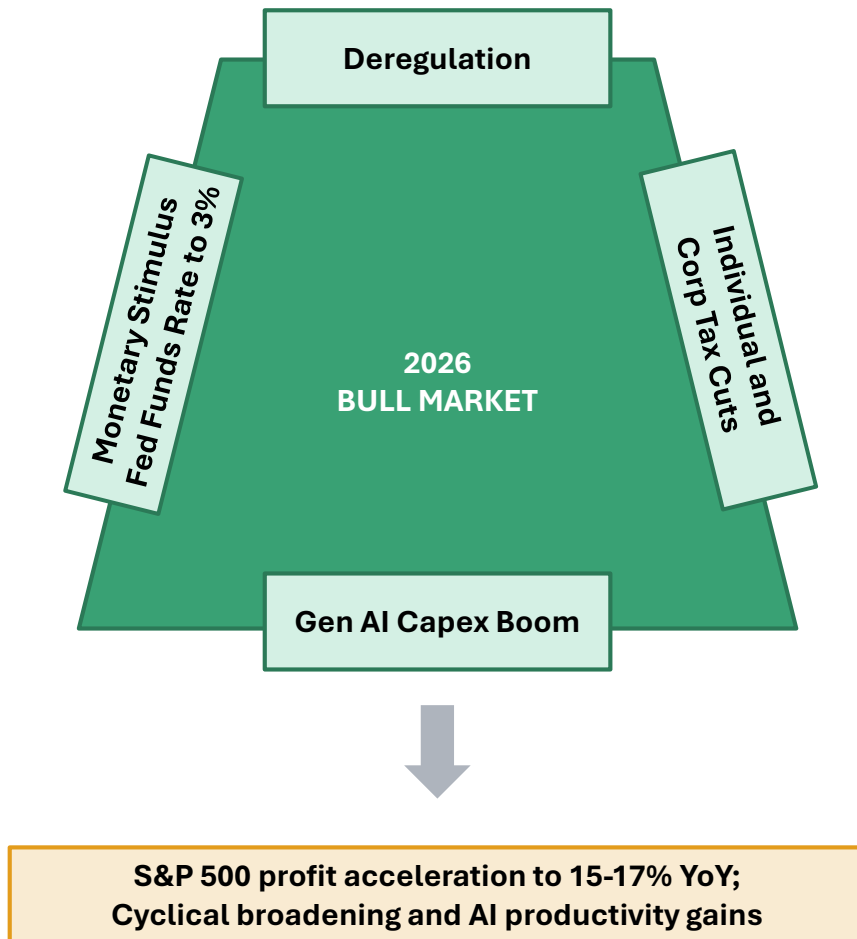 Deregulation
Monetary Stimulus
Fed Funds Rate to 3%
Individual and
Corp Tax Cuts
2026
BULL MARKET
Gen AI Capex Boom
S&P 500 profit acceleration to 15-17% YoY;
Cyclical broadening and AI productivity gains